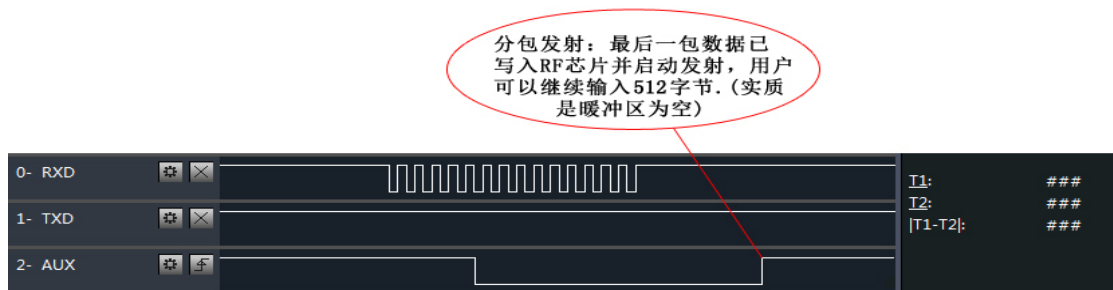 分包发射：最后一包数据已
写入RF芯片并启动发射，用户
可以继续输入512字节.(实质
是暖冲区为空)
0- RXD
T1: ###
1- TXD
T2: ###
|T1-T2|: ###
2- AUX